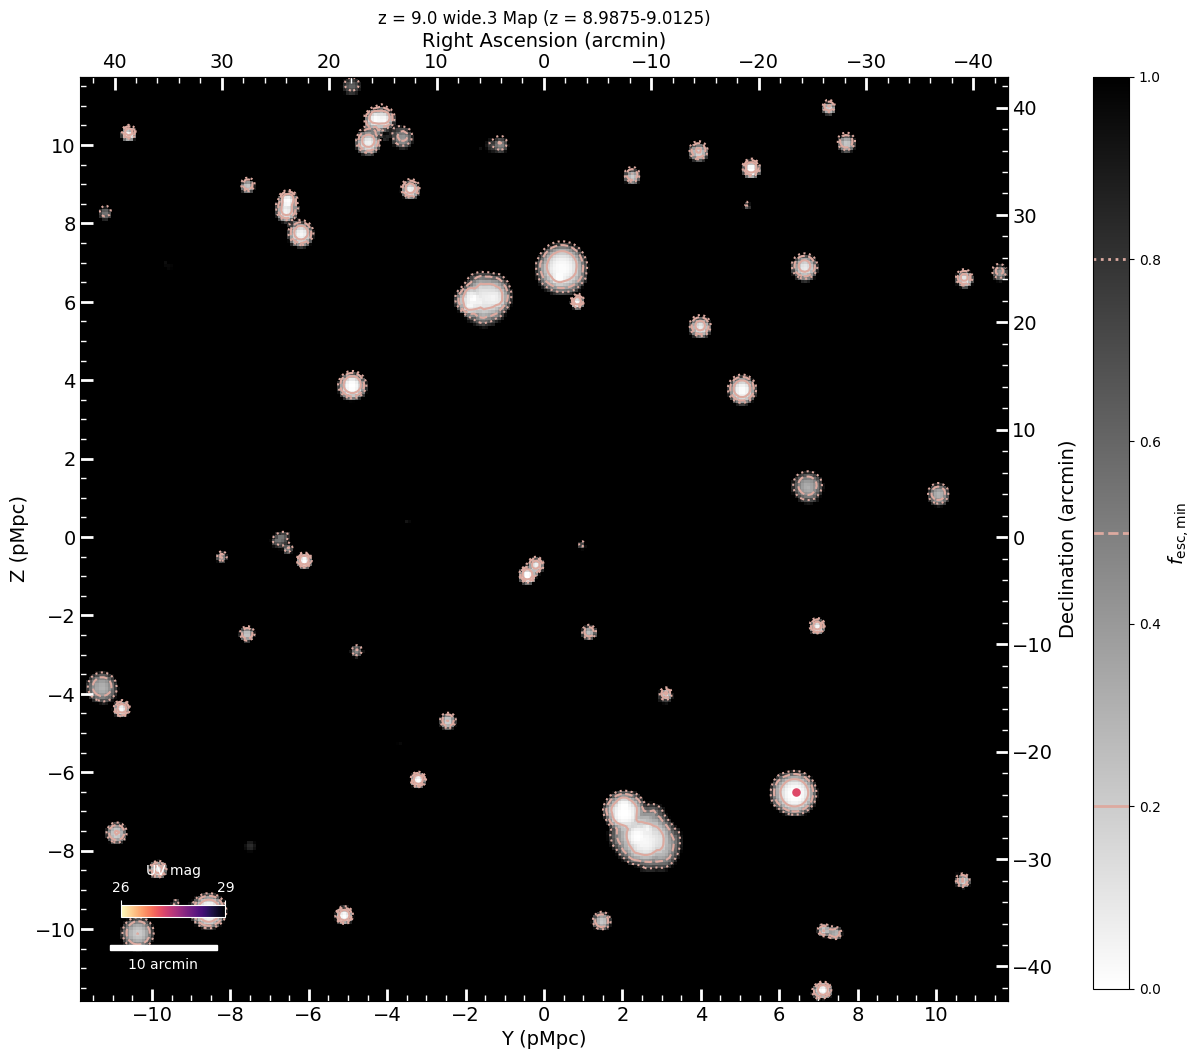 z = 9.0 wide.3 Map (z = 8.9875-9.0125)
Right Ascension (arcmin)
40 30 20 10 0 −10 −20 −30 −40
10 8 6 4 2 0 −2 −4 −6 −8 −10
Z (pMpc)
40 30 20 10 0 −10 −20 −30 −40
Declination (arcmin)
1.0 0.8 0.6 0.4 0.2 0.0
fesc,min
UV mag
26 29
10 arcmin
−10 −8 −6 −4 −2 0 2 4 6 8 10
Y (pMpc)